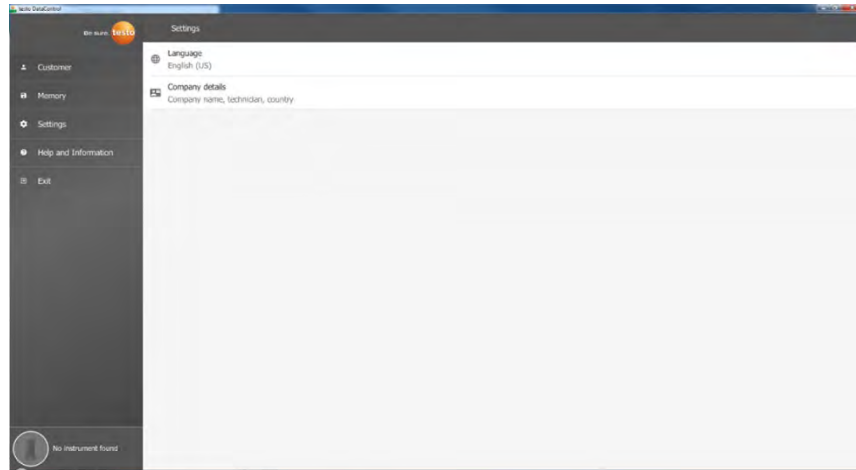 testo DataControl
Be sure. testo
Settings
Customer
Memory
Settings
Help and Information
Exit
Language
English (US)
Company details
Company name, technician, country
No instrument found